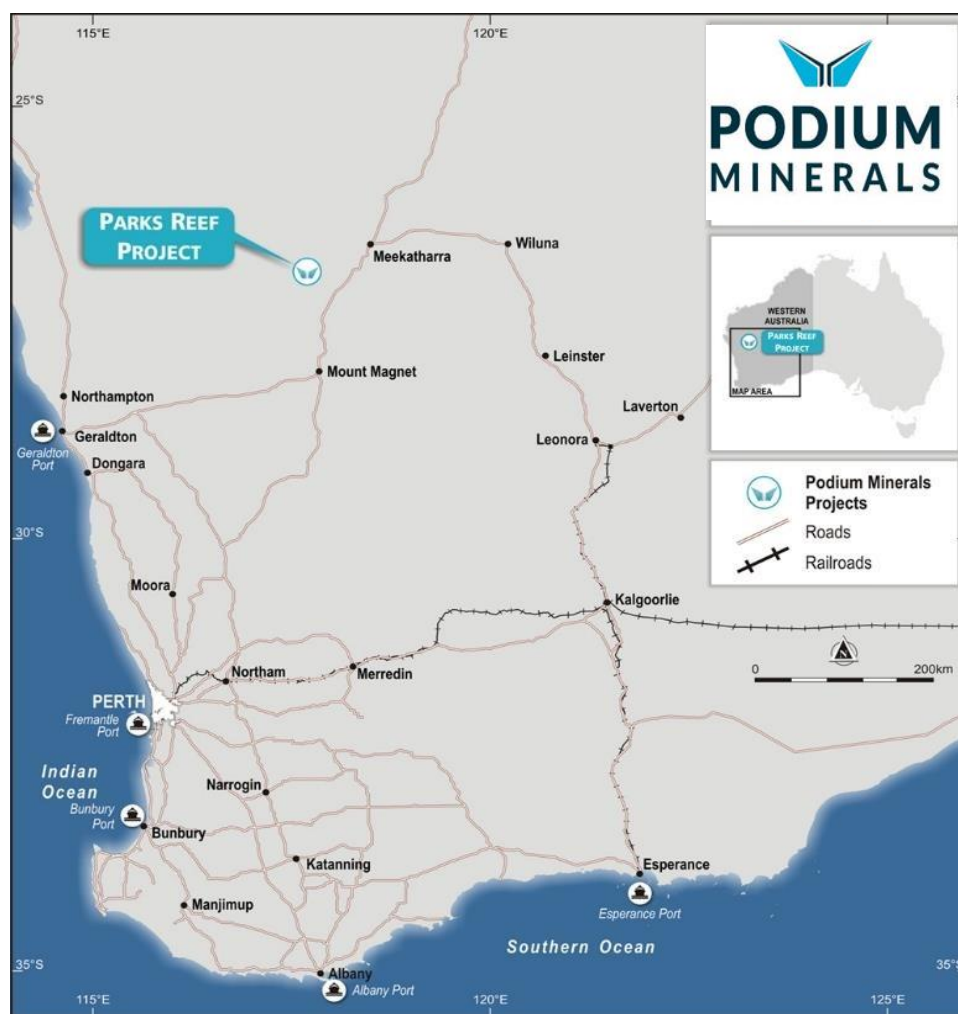 115°E
120°E
25°S
PODIUM
MINERALS
PARKS REEF
PROJECT
Meekatharra
Wiluna
WESTERN
AUSTRALIA
PARKS REEF
PROJECT
MAP AREA
Mount Magnet
Leinster
Northampton
Laverton
Geraldton
Geraldton
Port
Leonora
Dongara
Podium Minerals
Projects
Roads
Railroads
30°S
Moora
Kalgoorlie
N
0
200km
Northam
Merredin
PERTH
Fremantle
Port
Indian
Ocean
Narrogin
Bunbury
Port
Bunbury
Katanning
Esperance
Manjimup
Esperance Port
Southern Ocean
35°S
35°
Albany
Albany Port
115°E
120°E
125°E